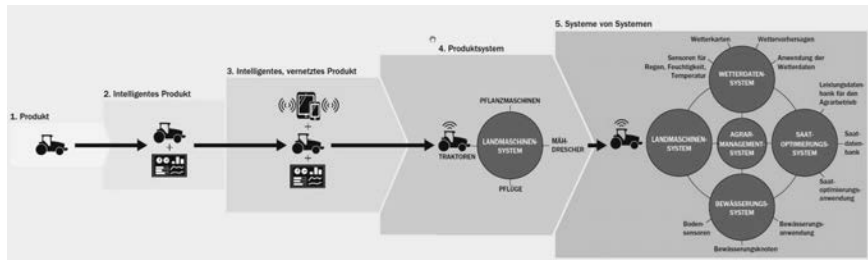 1. Produkt
2. Intelligentes Produkt
+
3. Intelligentes, vernetztes Produkt
+
+
4. Produktsystem
PFLANZMASCHINEN
TRAKTOREN
LANDMASCHINEN-
SYSTEM
MÄH-
DRESCHER
PFLÜGE
5. Systeme von Systemen
Wetterkarten
Wettervorhersagen
Sensoren für
Regen, Feuchtigkeit,
Temperatur
Anwendung der
Wetterdaten
WETTERDATEN-
SYSTEM
Leistungsdaten-
bank für den
Agrarbetrieb
LANDMASCHINEN-
SYSTEM
AGRAR-
MANAGEMENT-
SYSTEM
SAAT-
OPTIMIERUNGS-
SYSTEM
Saat-
daten-
bank
Saat-
optimierungs-
anwendung
BEWÄSSERUNGS-
SYSTEM
Boden-
sensoren
Bewässerungs-
anwendung
Bewässerungsknoten